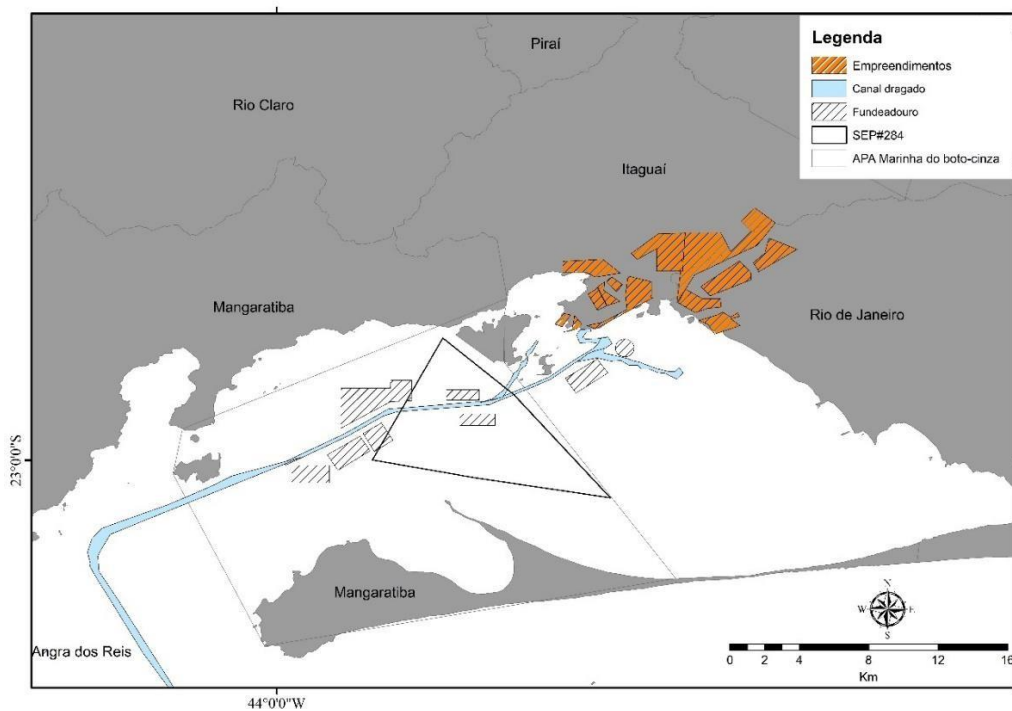 Piraí
Legenda
Empreendimentos
Canal dragado
Fundeadouro
SEP#284
APA Marinha do boto-cinza
Rio Claro
Itaguaí
Mangaratiba
Rio de Janeiro
23°0'0"S
Mangaratiba
Angra dos Reis
N
W
E
S
0 2 4 8 12 16
Km
44°0'0"W